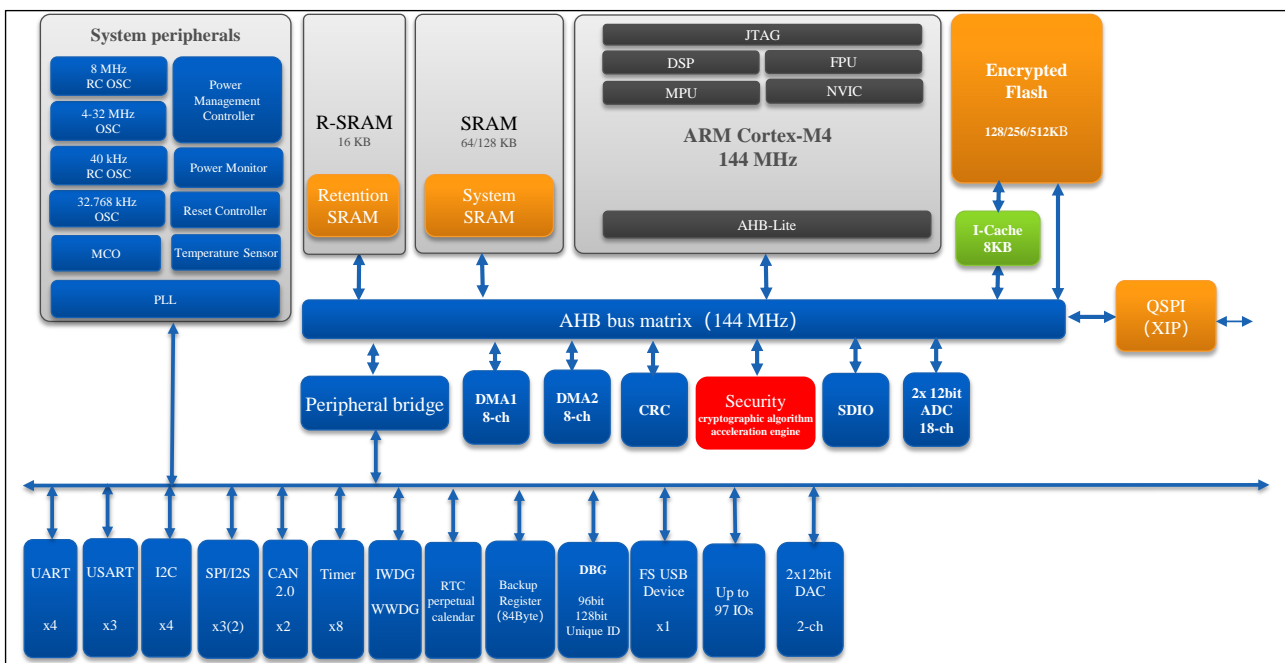 System peripherals
8 MHz
RC OSC
4-32 MHz
OSC
40 kHz
RC OSC
32.768 kHz
OSC
MCO
Power
Management
Controller
Power Monitor
Reset Controller
Temperature Sensor
PLL
R-SRAM
16 KB
Retention
SRAM
SRAM
64/128 KB
System
SRAM
JTAG
DSP
FPU
MPU
NVIC
ARM Cortex-M4
144 MHz
AHB-Lite
Encrypted
Flash
128/256/512KB
I-Cache
8KB
AHB bus matrix（144 MHz）
QSPI
（XIP）
Peripheral bridge
DMA1
8-ch
DMA2
8-ch
CRC
Security
cryptographic algorithm
acceleration engine
SDIO
2x 12bit
ADC
18-ch
UART
x4
USART
x3
I2C
x4
SPI/I2S
x3(2)
CAN
2.0
x2
Timer
x8
IWDG
WWDG
RTC
perpetual
calendar
Backup
Register
（84Byte）
DBG
96bit
128bit
Unique ID
FS USB
Device
x1
Up to
97 IOs
2x12bit
DAC
2-ch